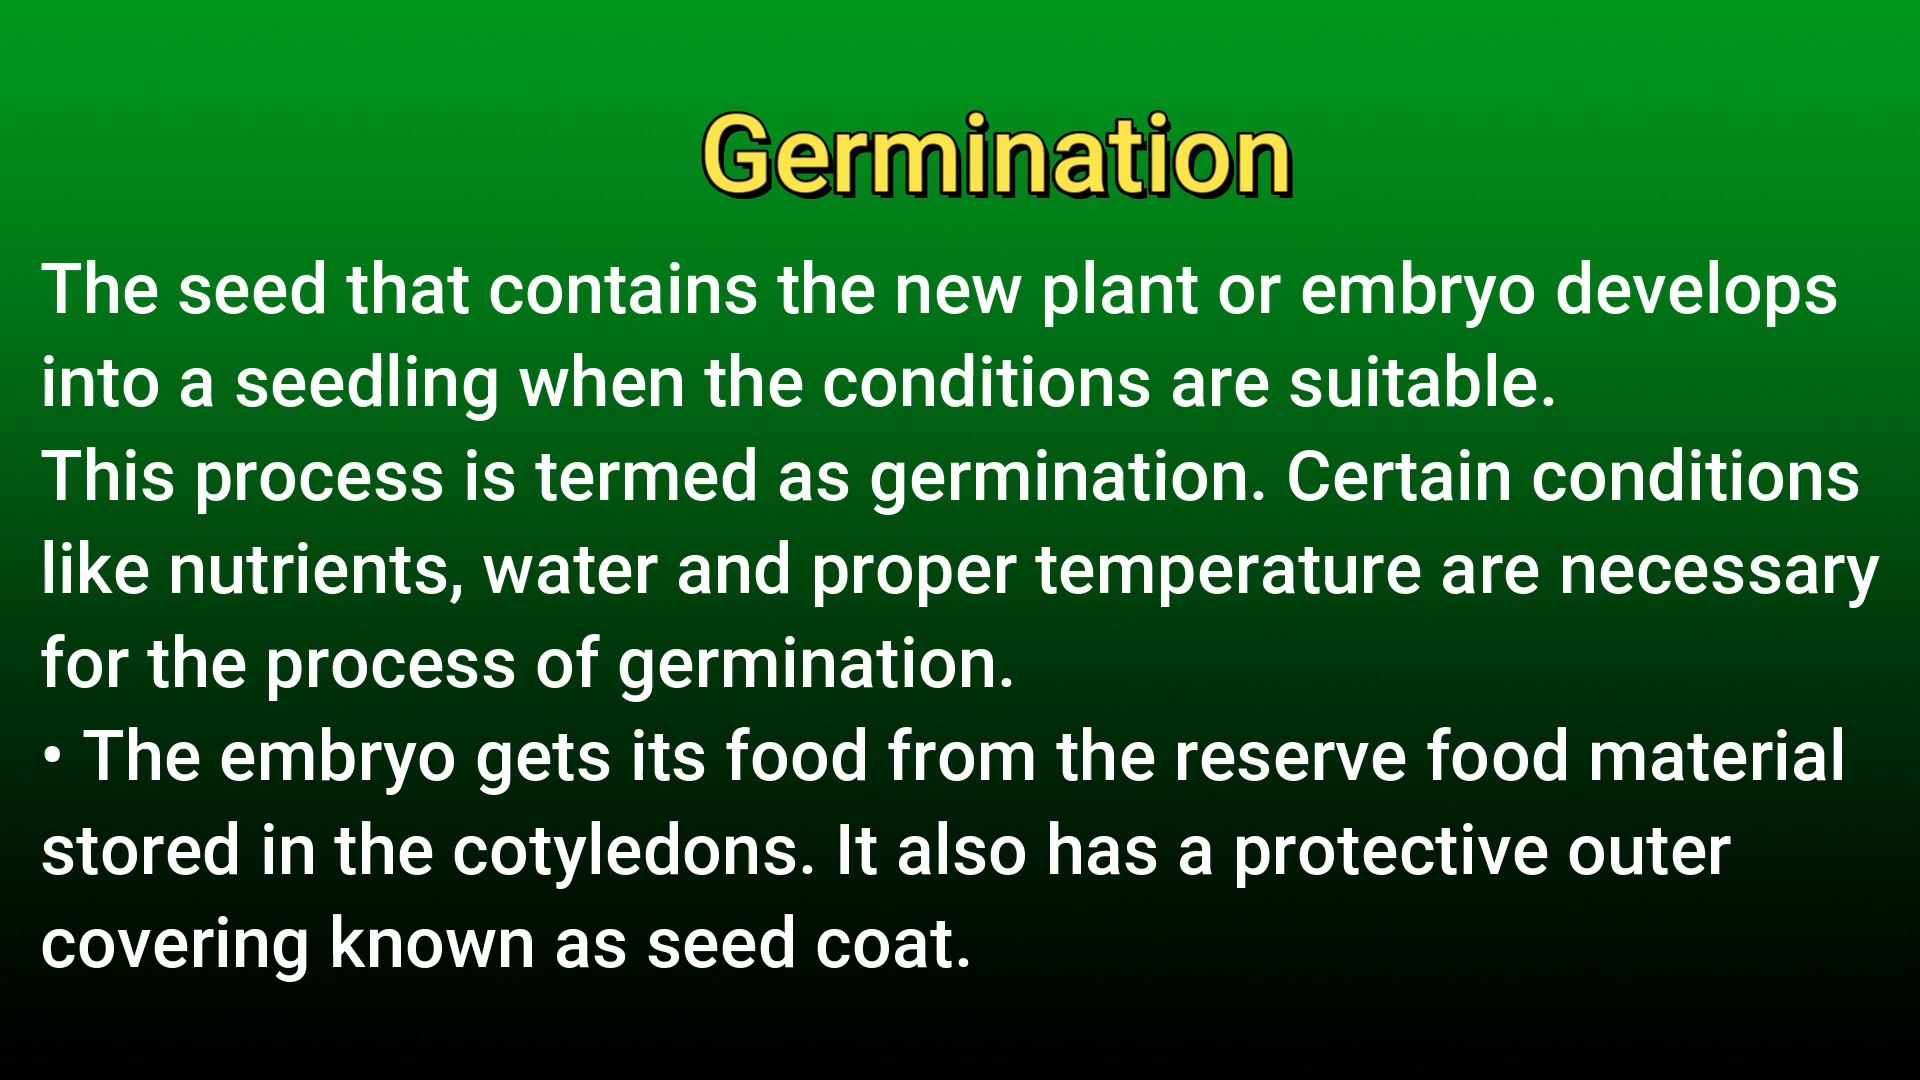 Germination
The seed that contains the new plant or embryo develops
into a seedling when the conditions are suitable.
This process is termed as germination. Certain conditions
like nutrients, water and proper temperature are necessary
for the process of germination.
• The embryo gets its food from the reserve food material
stored in the cotyledons. It also has a protective outer
covering known as seed coat.